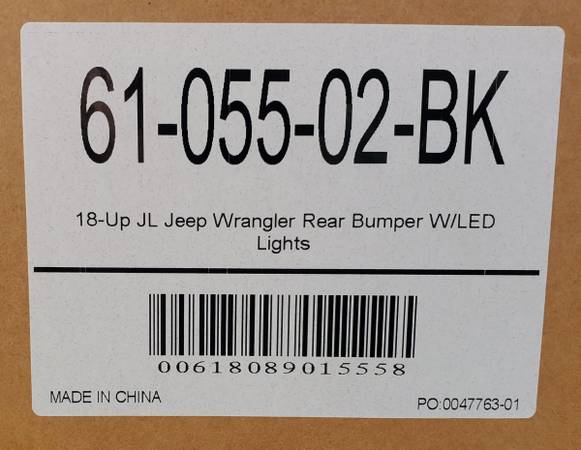 61-055-02-BK
18-Up JL Jeep Wrangler Rear Bumper W/LED
Lights
00618089015558
MADE IN CHINA
PO:0047763-01